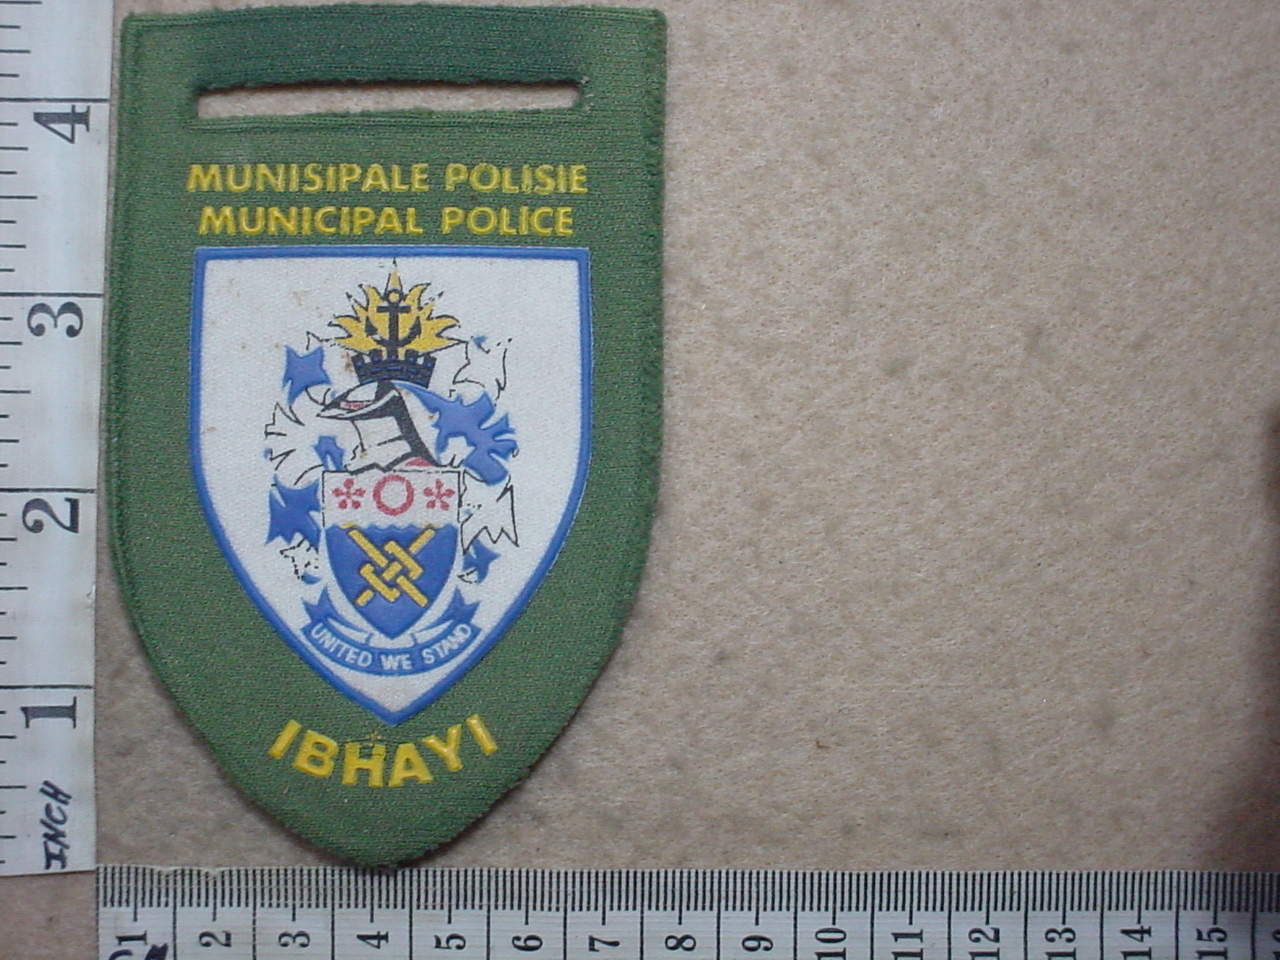 MUNISIPALE POLISIE
MUNICIPAL POLICE
UNITED WE STAND
IBHAYI
4
3
2
1
INCH
1 2 3 4 5 6 7 8 9 10 11 12 13 14 15